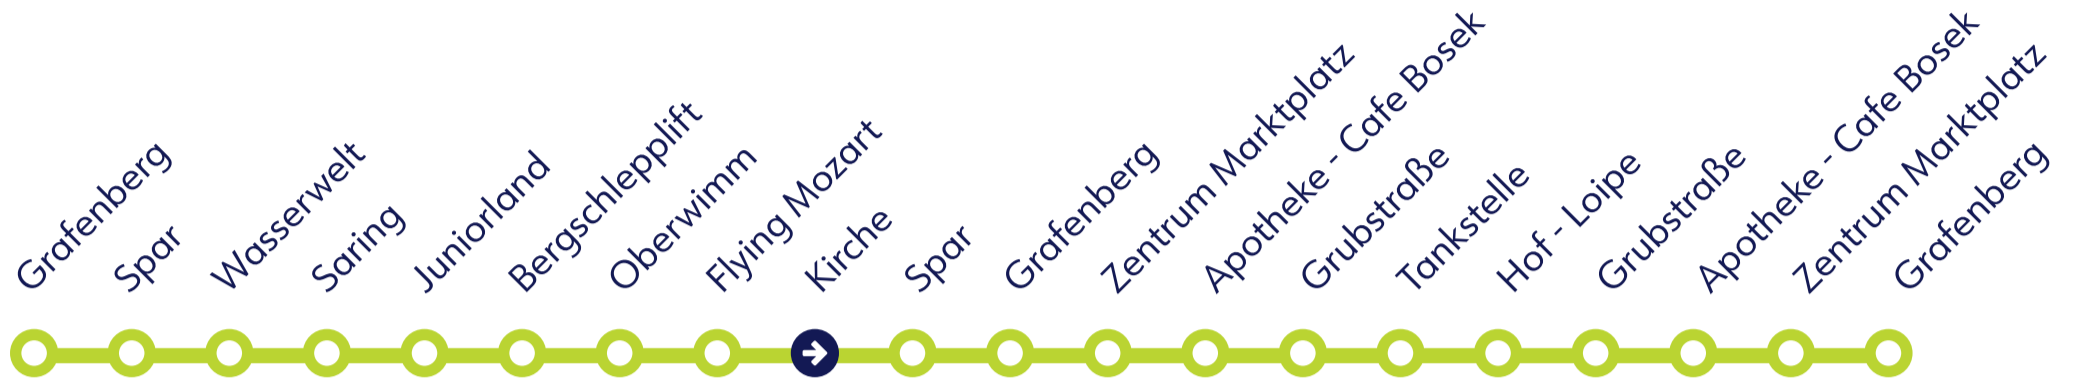 Grafenberg
Spar
Wasserwelt
Saring
Juniorland
Bergschlepplift
Oberwimm
Flying Mozart
Kirche
Spar
Grafenberg
Zentrum Marktplatz
Apotheke - Cafe Bosek
Grubstraße
Tankstelle
Hof - Loipe
Grubstraße
Apotheke - Cafe Bosek
Zentrum Marktplatz
Grafenberg